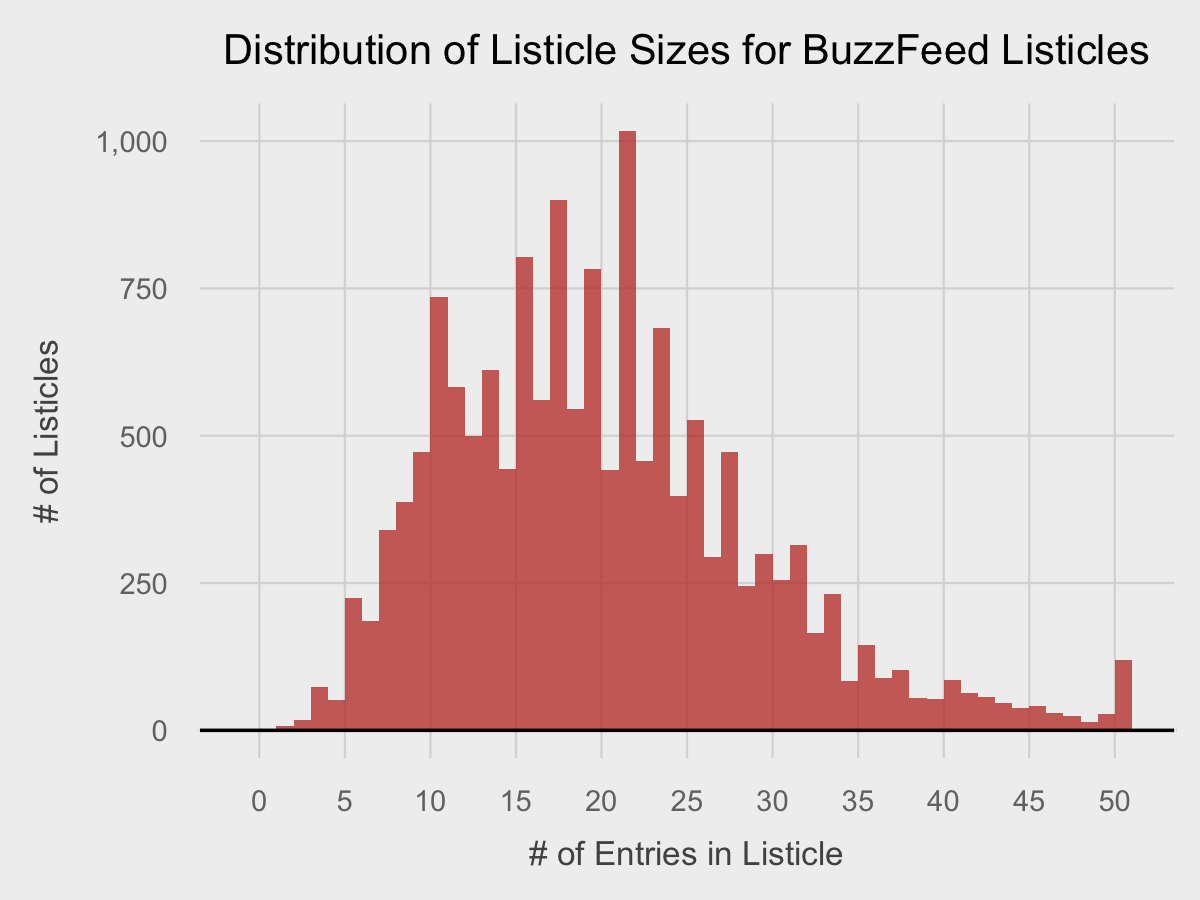 Distribution of Listicle Sizes for BuzzFeed Listicles
1,000
750
500
250
0
# of Listicles
0 5 10 15 20 25 30 35 40 45 50
# of Entries in Listicle